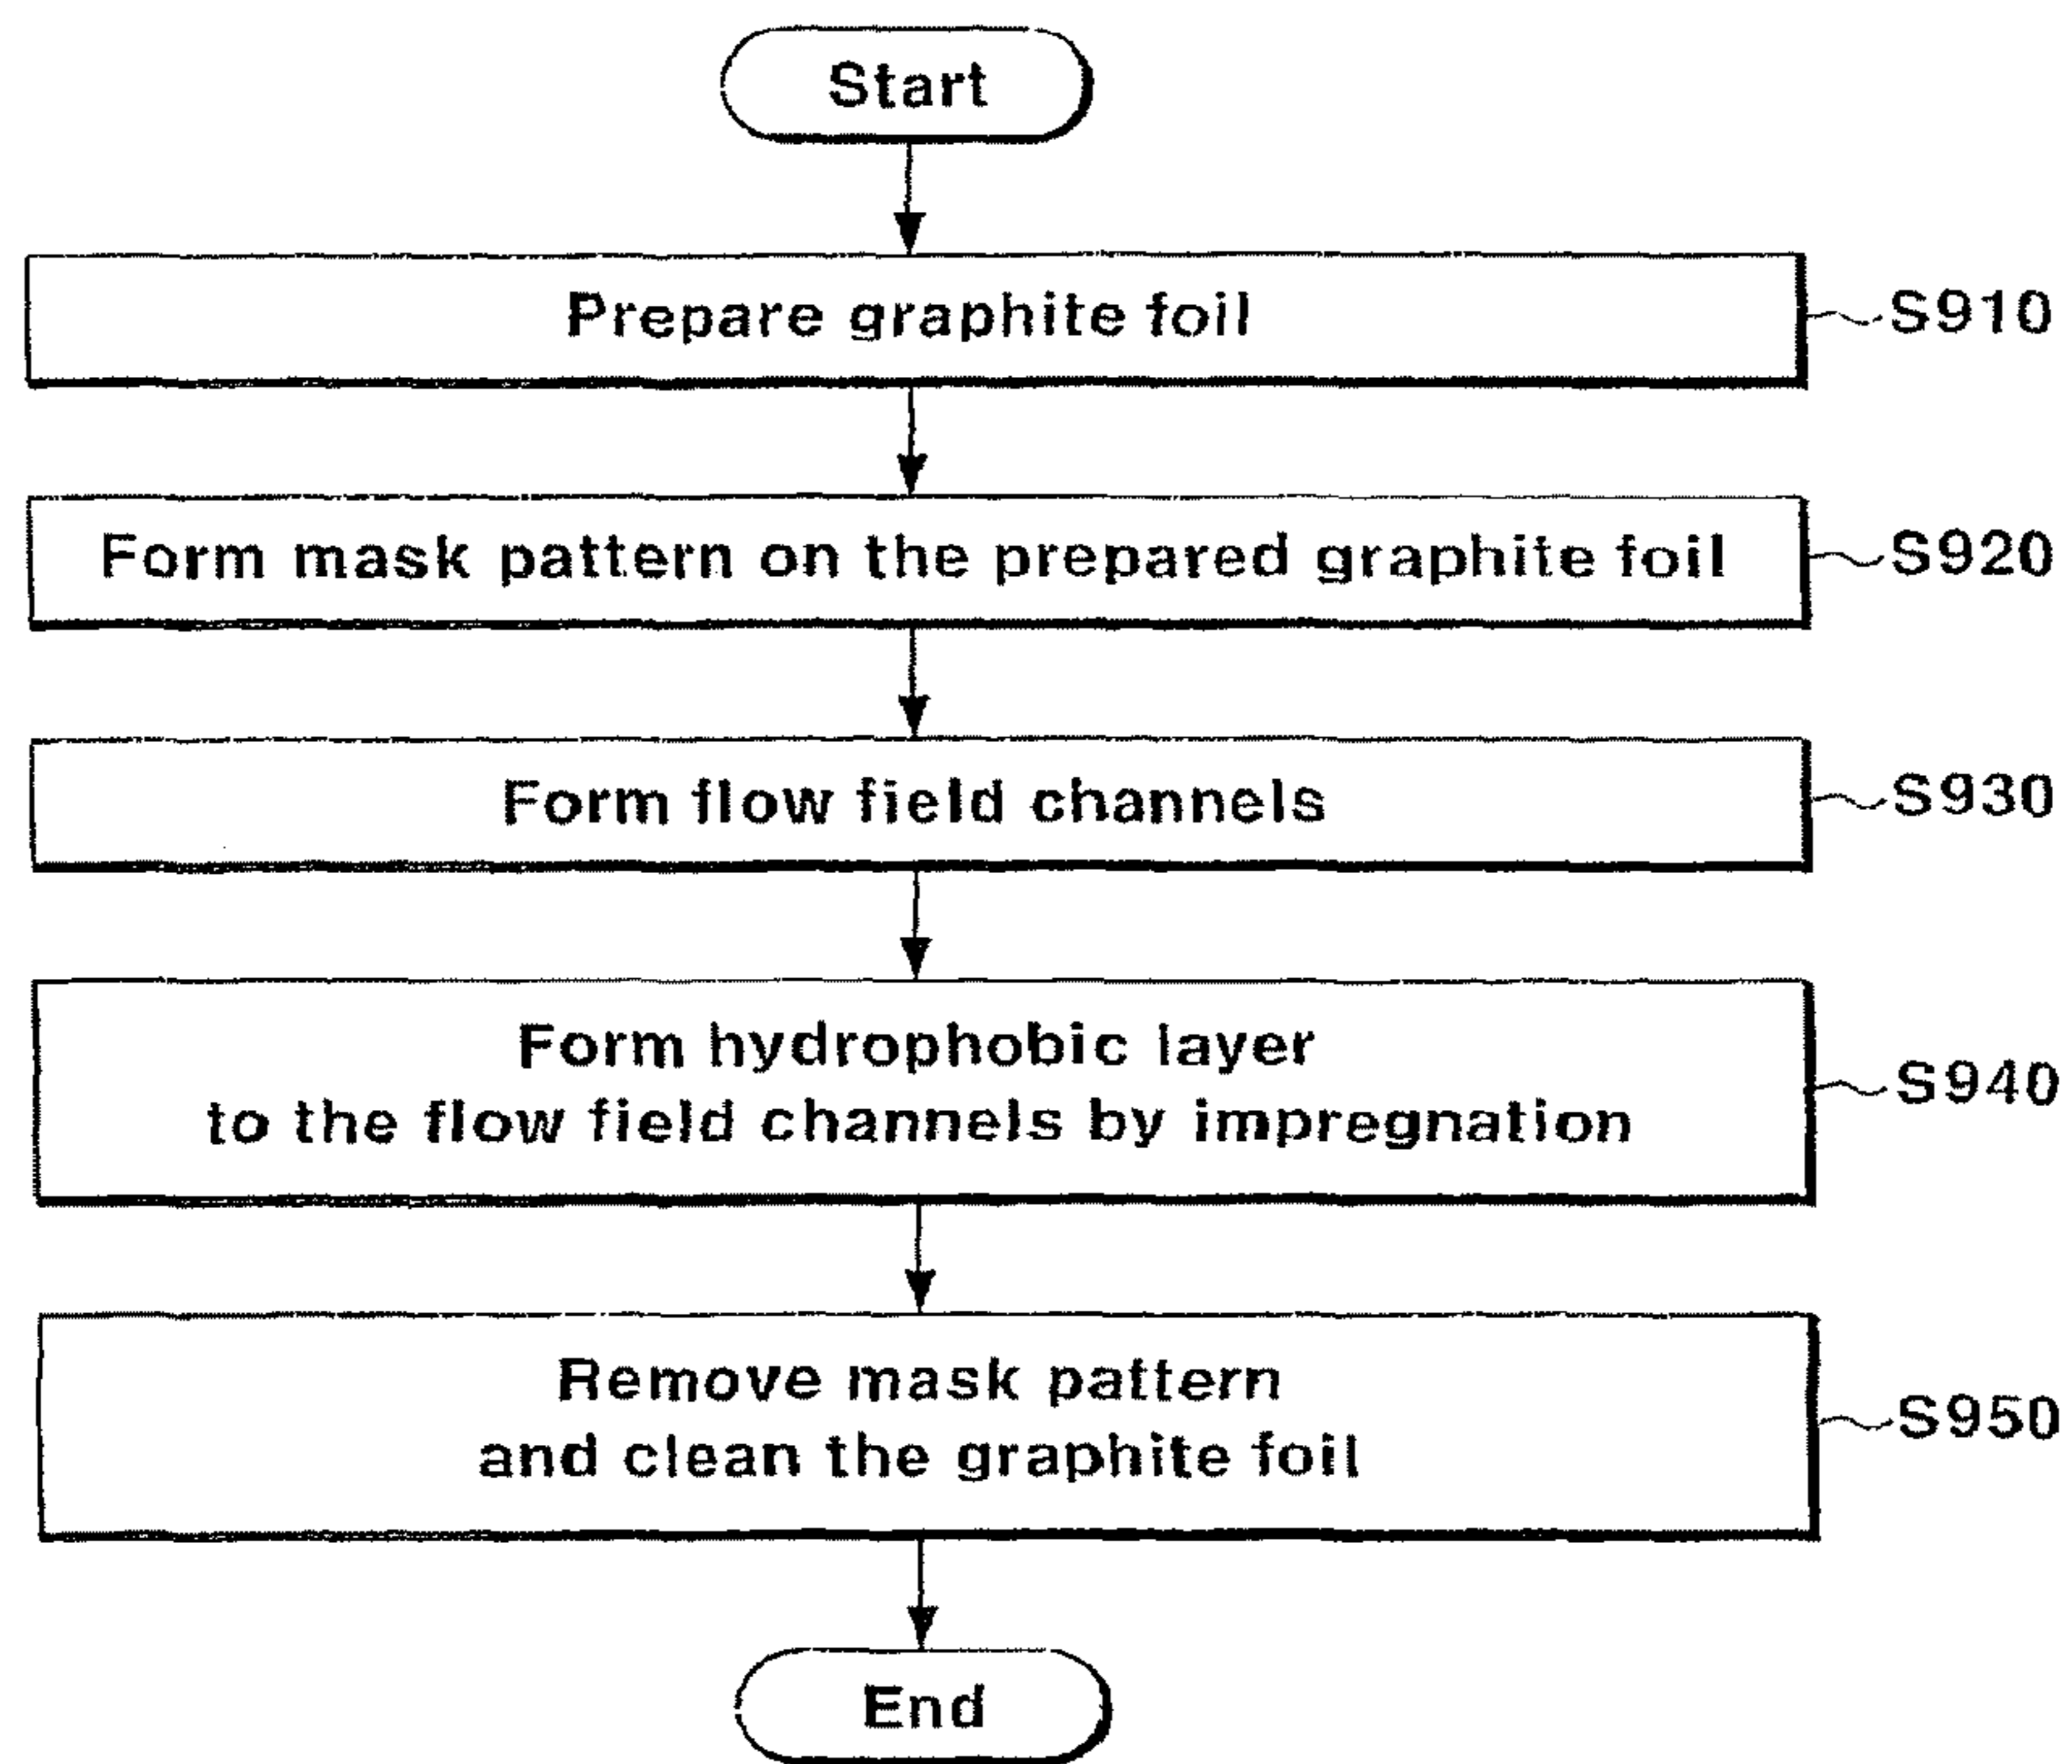 Start
Prepare graphite foil
S910
Form mask pattern on the prepared graphite foil
S920
Form flow field channels
S930
Form hydrophobic layer
to the flow field channels by impregnation
S940
Remove mask pattern
and clean the graphite foil
S950
End